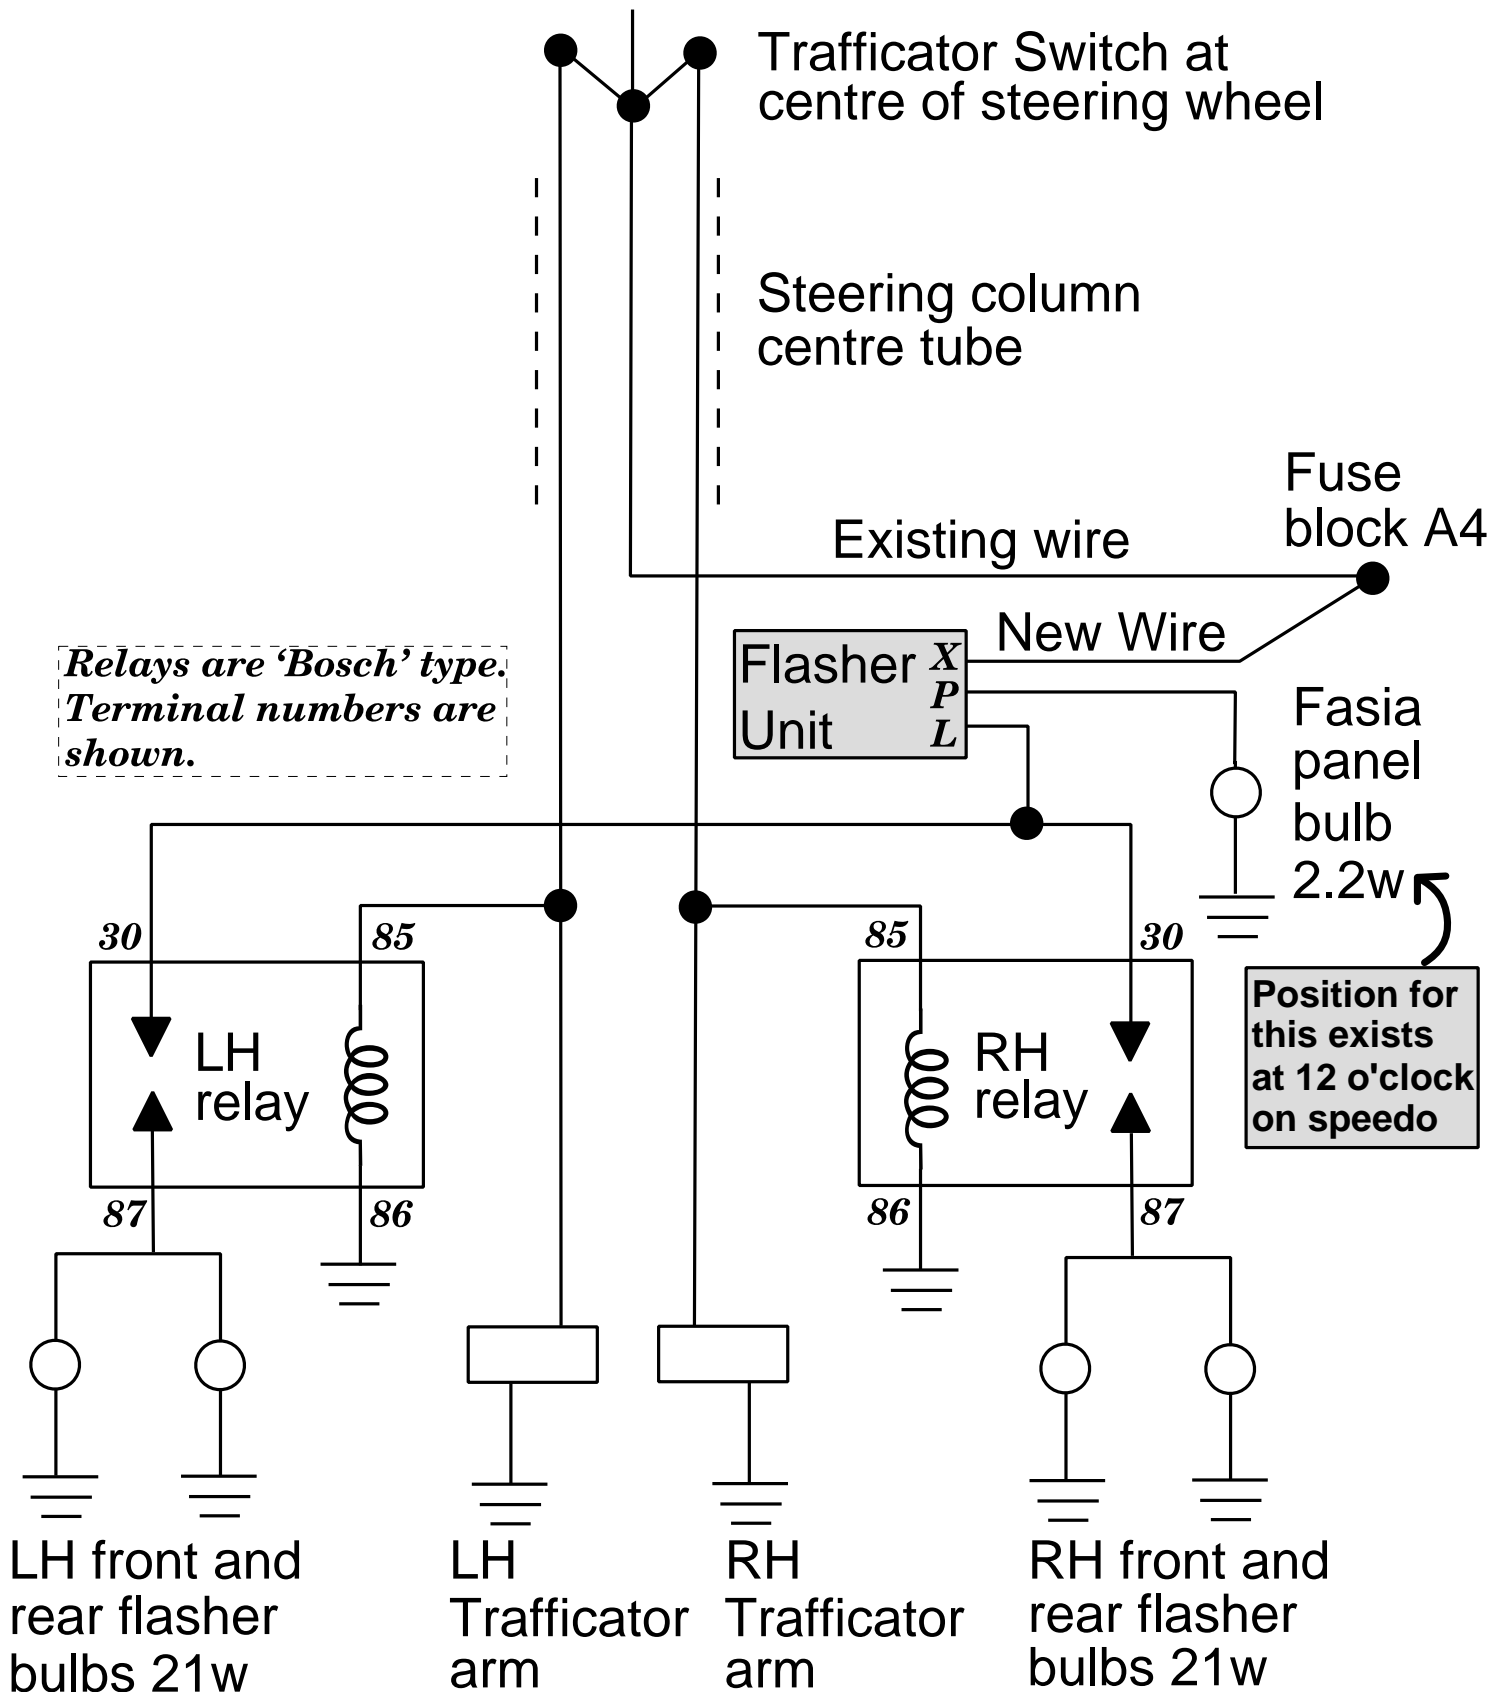 Trafficator Switch at
centre of steering wheel
Steering column
centre tube
Fuse
block A4
Existing wire
New Wire
Flasher X
P
Unit L
Relays are ‘Bosch’ type.
Terminal numbers are
shown.
Fasia
panel
bulb
2.2w
30
85
85
30
LH
relay
RH
relay
Position for
this exists
at 12 o'clock
on speedo
87
86
86
87
LH front and
rear flasher
bulbs 21w
LH
Trafficator
arm
RH
Trafficator
arm
RH front and
rear flasher
bulbs 21w